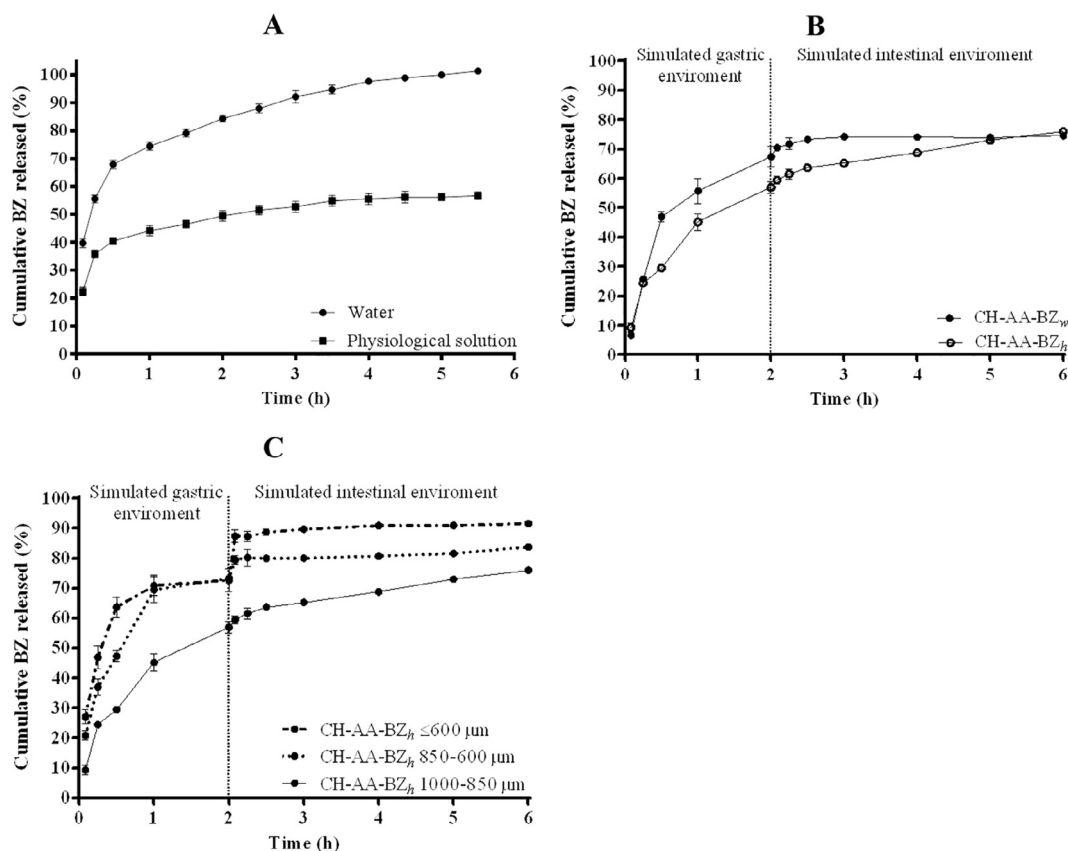 A
Cumulative BZ released (%)
100
90
80
70
60
50
40
30
20
10
0
Water
Physiological solution
0 1 2 3 4 5 6
Time (h)
B
Simulated gastric enviroment
Simulated intestinal enviroment
Cumulative BZ released (%)
100
90
80
70
60
50
40
30
20
10
0
CH-AA-BZw
CH-AA-BZh
0 1 2 3 4 5 6
Time (h)
C
Simulated gastric
enviroment
Simulated intestinal enviroment
Cumulative BZ released (%)
100
90
80
70
60
50
40
30
20
10
0
CH-AA-BZh ≤600 μm
CH-AA-BZh 850-600 μm
CH-AA-BZh 1000-850 μm
0 1 2 3 4 5 6
Time (h)